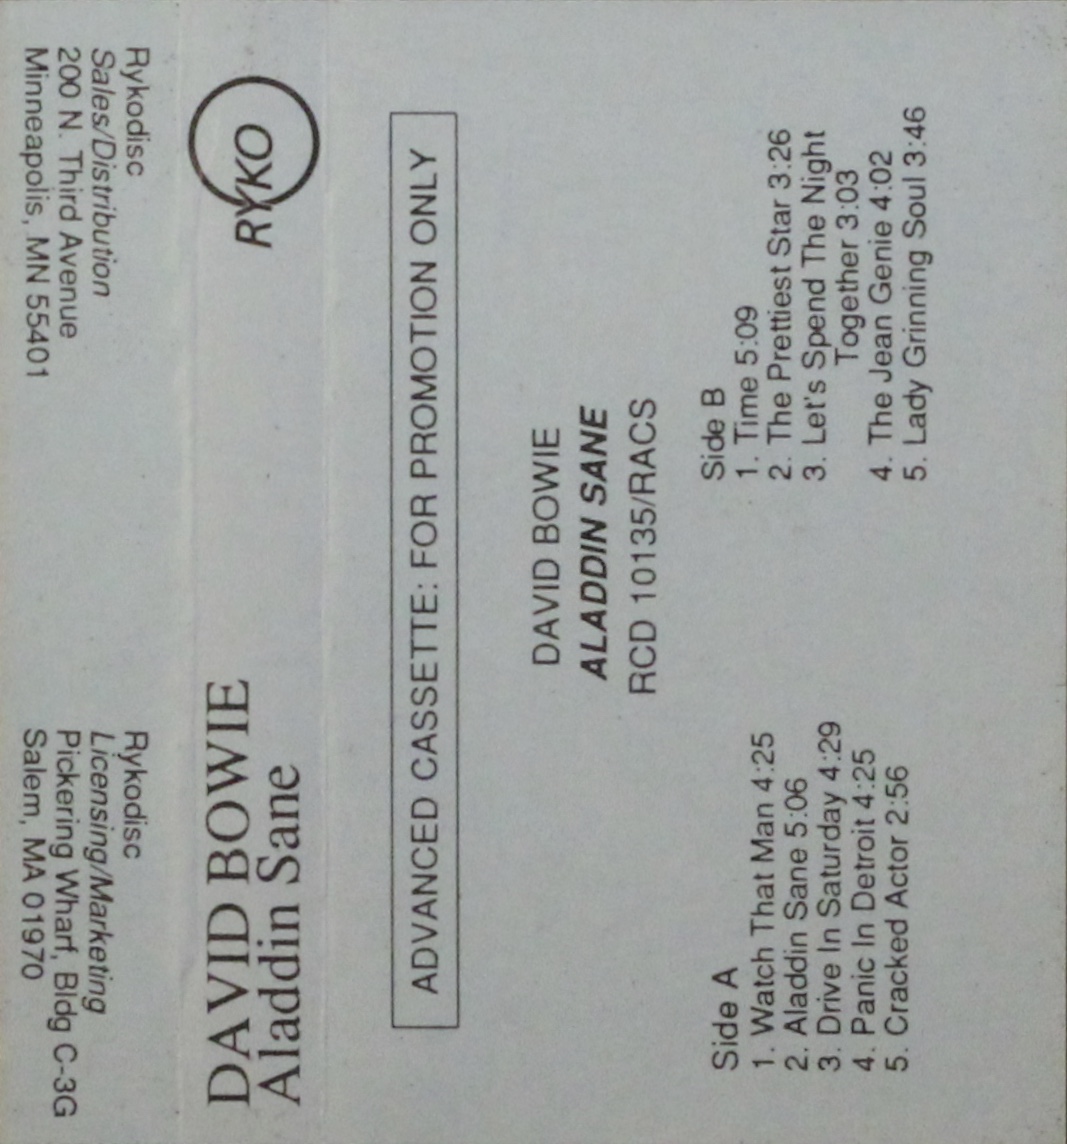 Rykodisc
Sales/Distribution
200 N. Third Avenue
Minneapolis, MN 55401
Rykodisc
Licensing/Marketing
Pickering Wharf, Bldg C-3G
Salem, MA 01970
DAVID BOWIE
Aladdin Sane
RYKO
ADVANCED CASSETTE: FOR PROMOTION ONLY
DAVID BOWIE
ALADDIN SANE
RCD 10135/RACS
Side A
1. Watch That Man 4:25
2. Aladdin Sane 5:06
3. Drive In Saturday 4:29
4. Panic In Detroit 4:25
5. Cracked Actor 2:56
Side B
1. Time 5:09
2. The Prettiest Star 3:26
3. Let's Spend The Night
Together 3:03
4. The Jean Genie 4:02
5. Lady Grinning Soul 3:46